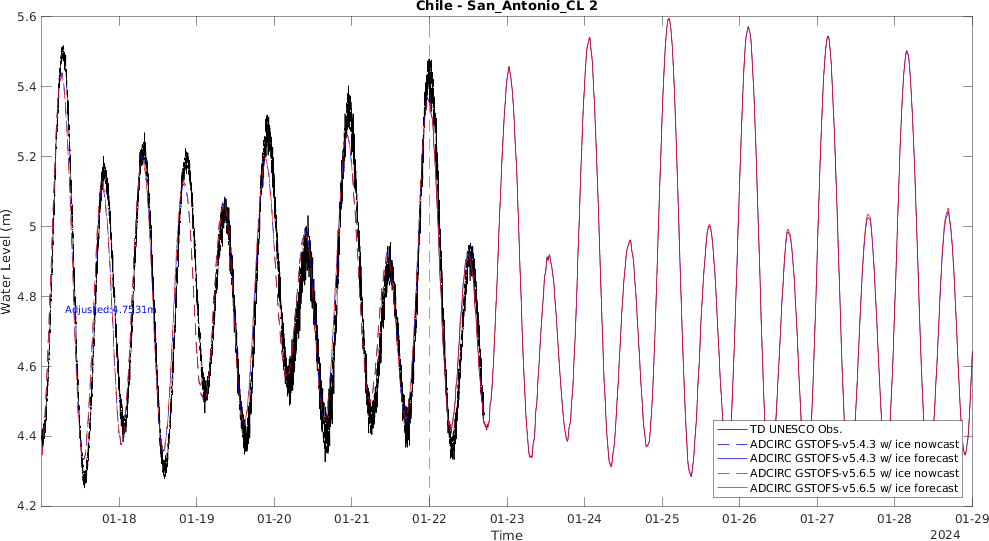 Chile - San_Antonio_CL 2
5.6
5.4
5.2
5
4.8
4.6
4.4
4.2
Water Level (m)
Adjusted:4.7531m
TD UNESCO Obs.
ADCIRC GSTOFS-v5.4.3 w/ ice nowcast
ADCIRC GSTOFS-v5.4.3 w/ ice forecast
ADCIRC GSTOFS-v5.6.5 w/ ice nowcast
ADCIRC GSTOFS-v5.6.5 w/ ice forecast
01-18 01-19 01-20 01-21 01-22 01-23 01-24 01-25 01-26 01-27 01-28 01-29
Time
2024